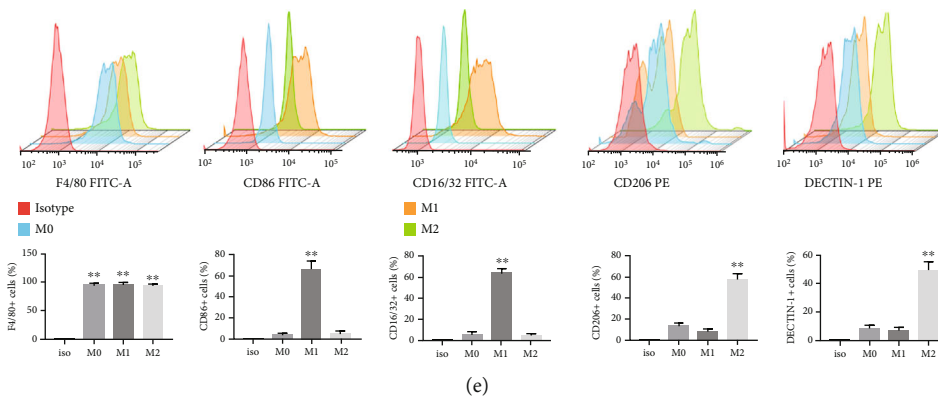 10² 10³ 10⁴ 10⁵
F4/80 FITC-A
10² 10³ 10⁴ 10⁵
CD86 FITC-A
10³ 10⁴ 10⁵
CD16/32 FITC-A
10² 10³ 10⁴ 10⁵ 10⁶
CD206 PE
10² 10³ 10⁴ 10⁵ 10⁶
DECTIN-1 PE
Isotype
M0
M1
M2
F4/80+ cells (%)
150
100
50
0
** ** **
iso M0 M1 M2
CD86+ cells (%)
80
60
40
20
0
**
iso M0 M1 M2
CD16/32+ cells (%)
80
60
40
20
0
**
iso M0 M1 M2
CD206+ cells (%)
80
60
40
20
0
**
iso M0 M1 M2
DECTIN-1+ cells (%)
60
40
20
0
**
iso M0 M1 M2
(e)